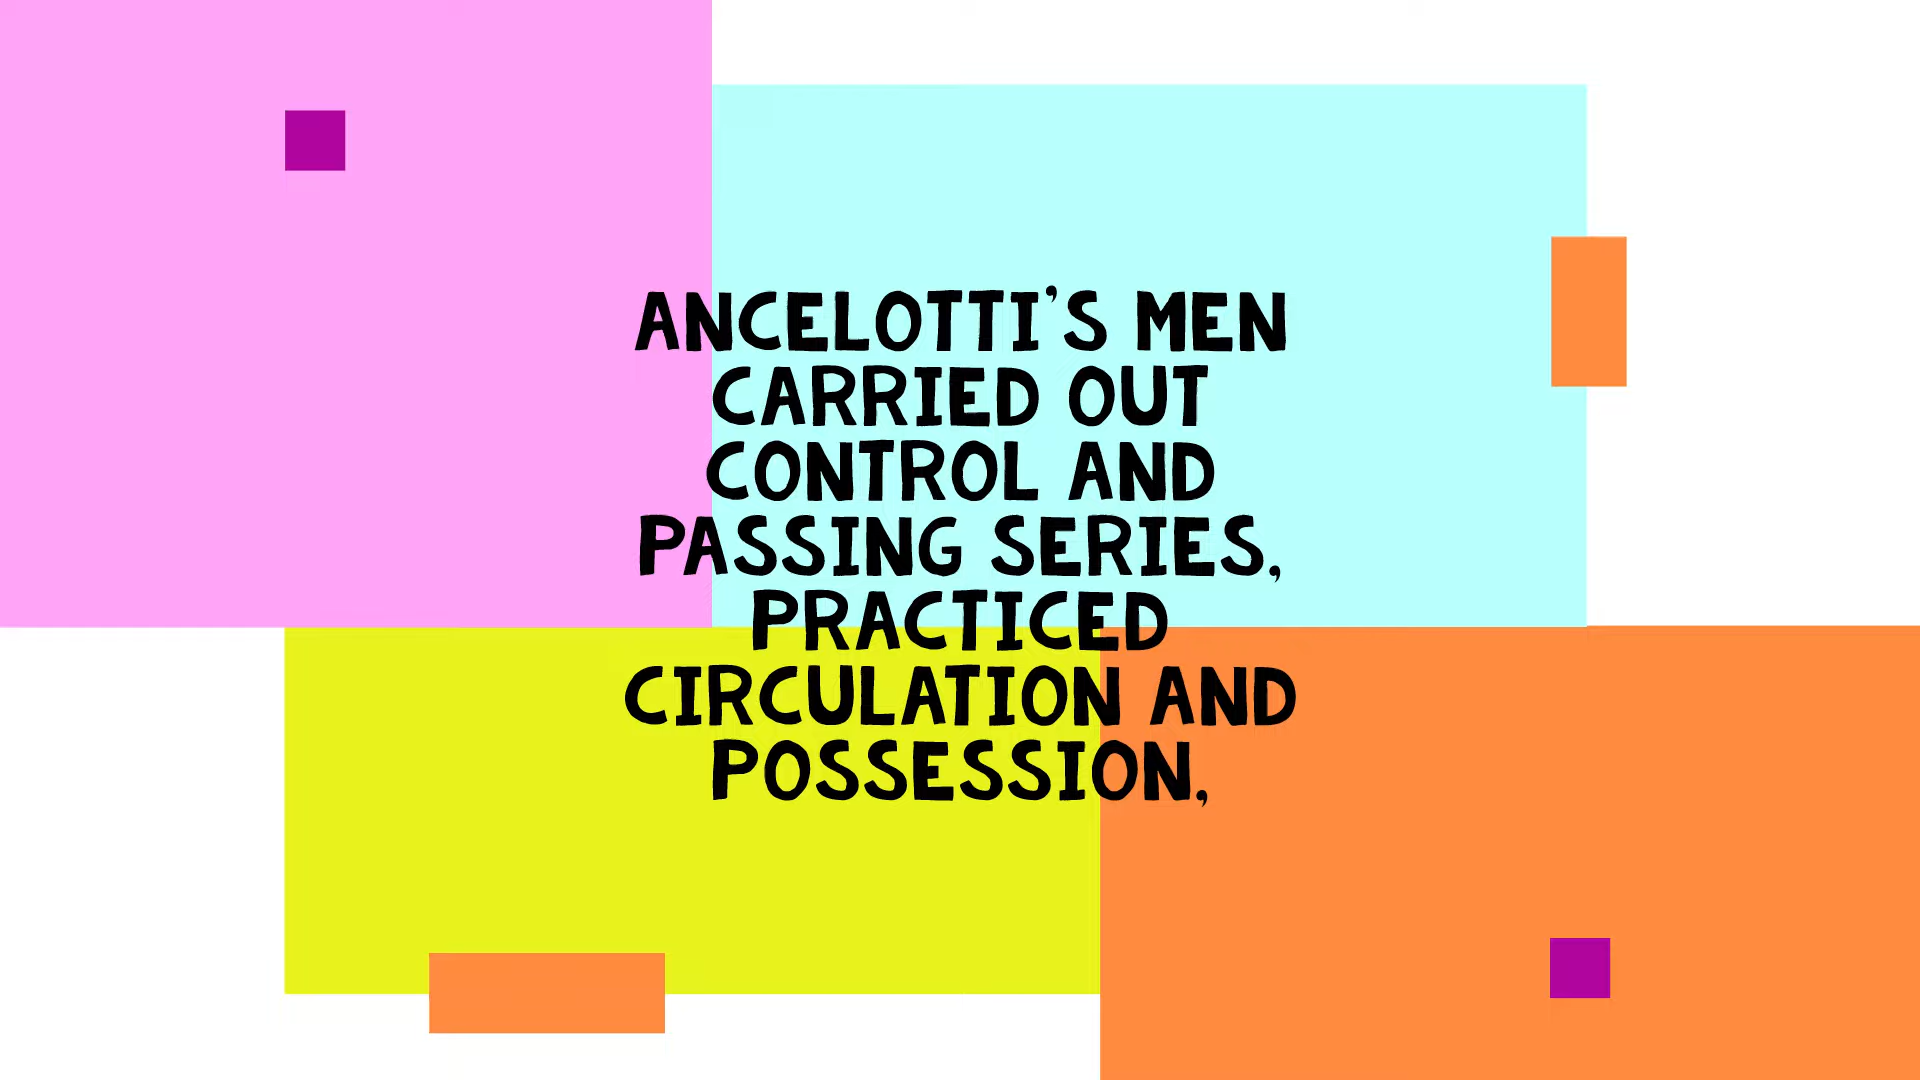 ANCELOTTI'S MEN
CARRIED OUT
CONTROL AND
PASSING SERIES,
PRACTICED
CIRCULATION AND
POSSESSION,